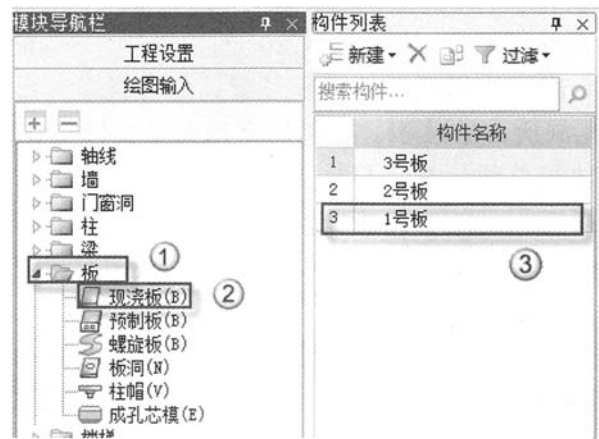 模块导航栏
工程设置
绘图输入
轴线
墙
门窗洞
柱
梁
板
①
现浇板(B)
②
预制板(B)
螺旋板(B)
板洞(N)
柱帽(V)
成孔芯模(E)
楼梯
构件列表
新建
过滤
搜索构件...
构件名称
1 3号板
2 2号板
3 1号板
③